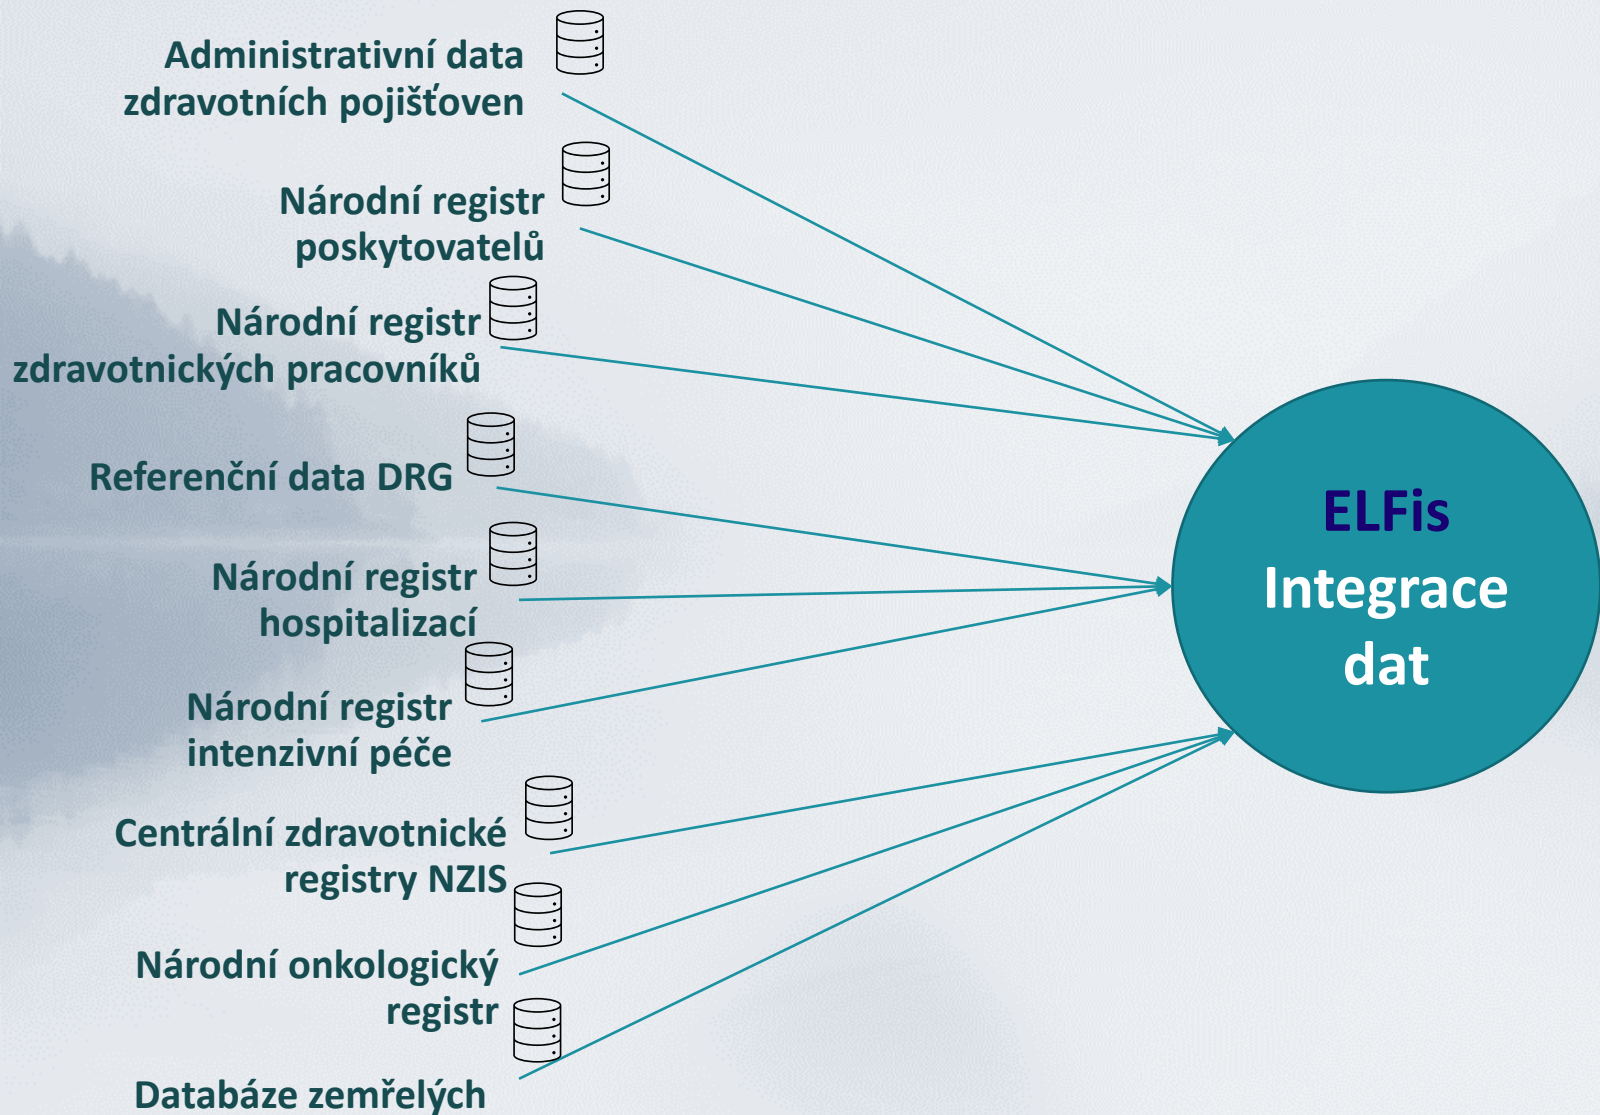 Administrativní data
zdravotních pojišťoven
Národní registr
poskytovatelů
Národní registr
zdravotnických pracovníků
Referenční data DRG
Národní registr
hospitalizací
Národní registr
intenzivní péče
Centrální zdravotnické
registry NZIS
Národní onkologický
registr
Databáze zemřelých
ELFis
Integrace
dat